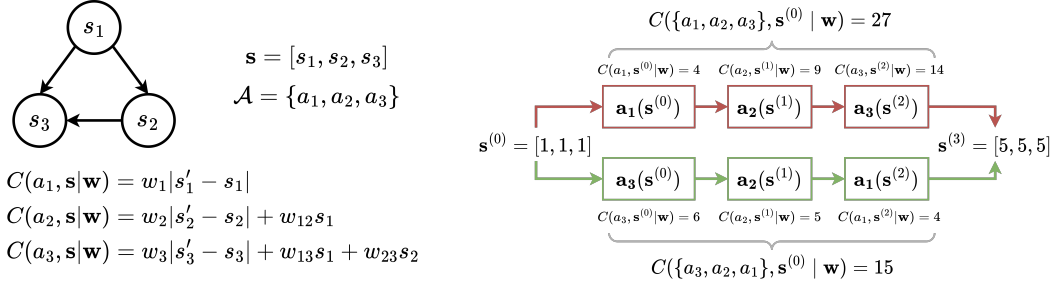 s₁
s₃
s₂
𝐬 = [s₁, s₂, s₃]
𝒜 = {a₁, a₂, a₃}
C(a₁, 𝐬|𝐰) = w₁|s′₁ − s₁|
C(a₂, 𝐬|𝐰) = w₂|s′₂ − s₂| + w₁₂s₁
C(a₃, 𝐬|𝐰) = w₃|s′₃ − s₃| + w₁₃s₁ + w₂₃s₂
C({a₁, a₂, a₃}, 𝐬⁽⁰⁾ | 𝐰) = 27
C(a₁, 𝐬⁽⁰⁾|𝐰) = 4 C(a₂, 𝐬⁽¹⁾|𝐰) = 9 C(a₃, 𝐬⁽²⁾|𝐰) = 14
𝐚₁(𝐬⁽⁰⁾) 𝐚₂(𝐬⁽¹⁾) 𝐚₃(𝐬⁽²⁾)
𝐬⁽⁰⁾ = [1, 1, 1] 𝐬⁽³⁾ = [5, 5, 5]
𝐚₃(𝐬⁽⁰⁾) 𝐚₂(𝐬⁽¹⁾) 𝐚₁(𝐬⁽²⁾)
C(a₃, 𝐬⁽⁰⁾|𝐰) = 6 C(a₂, 𝐬⁽¹⁾|𝐰) = 5 C(a₁, 𝐬⁽²⁾|𝐰) = 4
C({a₃, a₂, a₁}, 𝐬⁽⁰⁾ | 𝐰) = 15